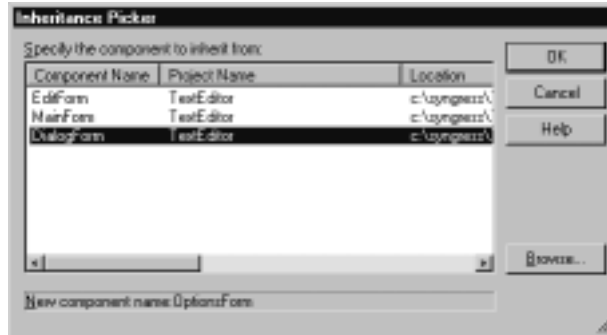 Inheritance Picker
Specify the component to inherit from:
OK
Component Name Project Name Location
EditForm TextEditor c:\syngress\
Cancel
MainForm TextEditor c:\syngress\
DialogForm TextEditor c:\syngress\
Help
Browse...
New component name: OptionsForm